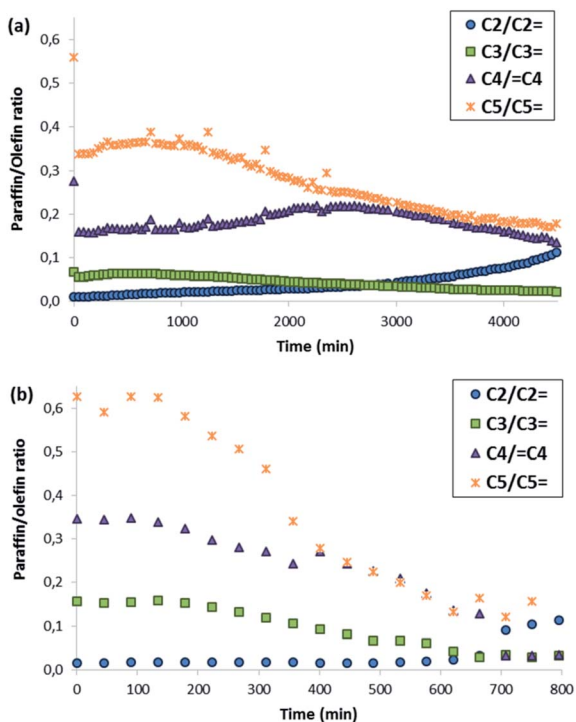 (a)
C2/C2=
C3/C3=
C4/=C4
C5/C5=
0,6
0,5
0,4
0,3
0,2
0,1
0,0
Paraffin/Olefin ratio
0
1000
2000
3000
4000
Time (min)
(b)
C2/C2=
C3/C3=
C4/=C4
C5/C5=
0,6
0,5
0,4
0,3
0,2
0,1
0,0
Paraffin/olefin ratio
0
100
200
300
400
500
600
700
800
Time (min)